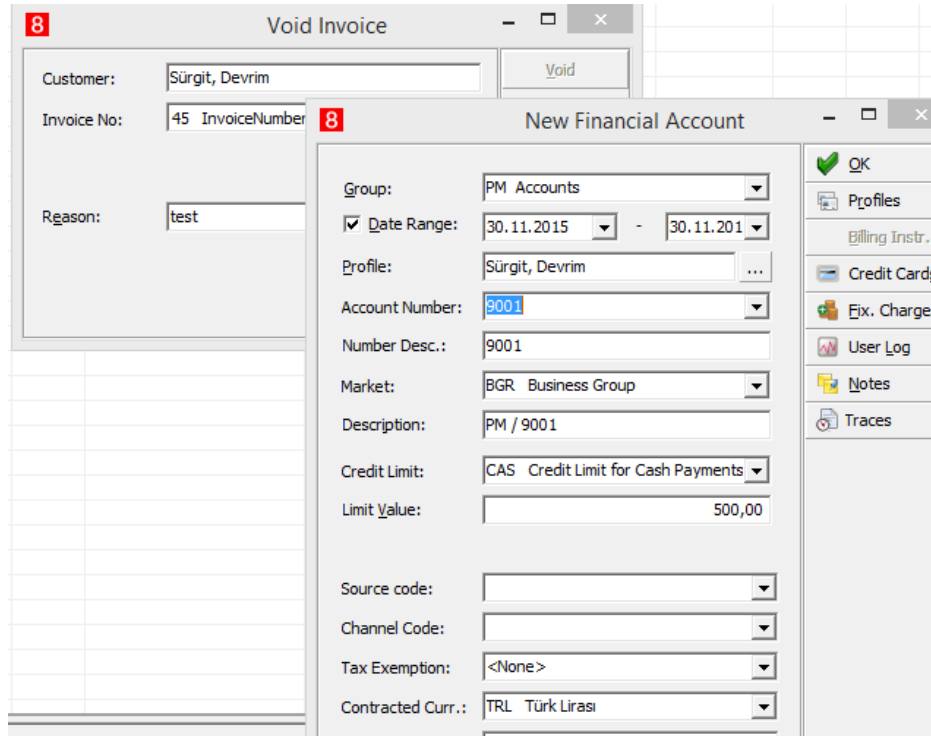 8 Void Invoice
Customer: Sürgit, Devrim
Void
Invoice No: 45 InvoiceNumber
Reason: test
8 New Financial Account
Group: PM Accounts
Date Range: 30.11.2015 - 30.11.201
Profile: Sürgit, Devrim ...
Account Number: 9001
Number Desc.: 9001
Market: BGR Business Group
Description: PM / 9001
Credit Limit: CAS Credit Limit for Cash Payments
Limit Value: 500,00
Source code:
Channel Code:
Tax Exemption: <None>
Contracted Curr.: TRL Türk Lirası
OK
Profiles
Billing Instr.
Credit Cards
Fix. Charge
User Log
Notes
Traces